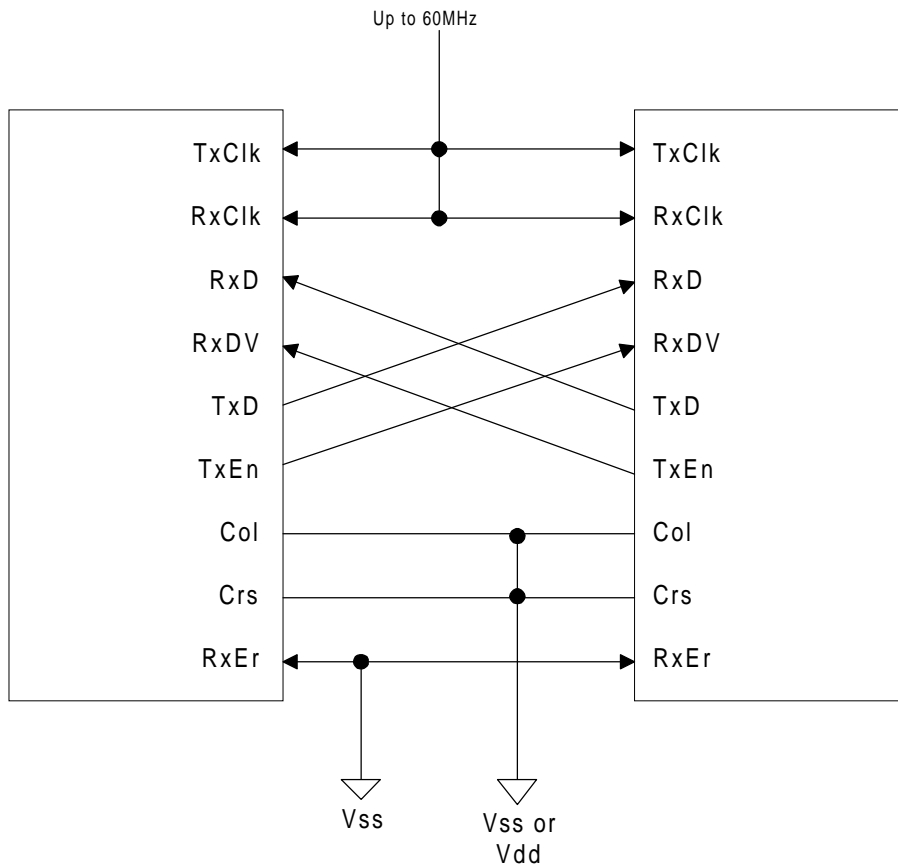 Up to 60MHz
TxClk TxClk
RxClk RxClk
RxD RxD
RxDV RxDV
TxD TxD
TxEn TxEn
Col Col
Crs Crs
RxEr RxEr
Vss
Vss or
Vdd